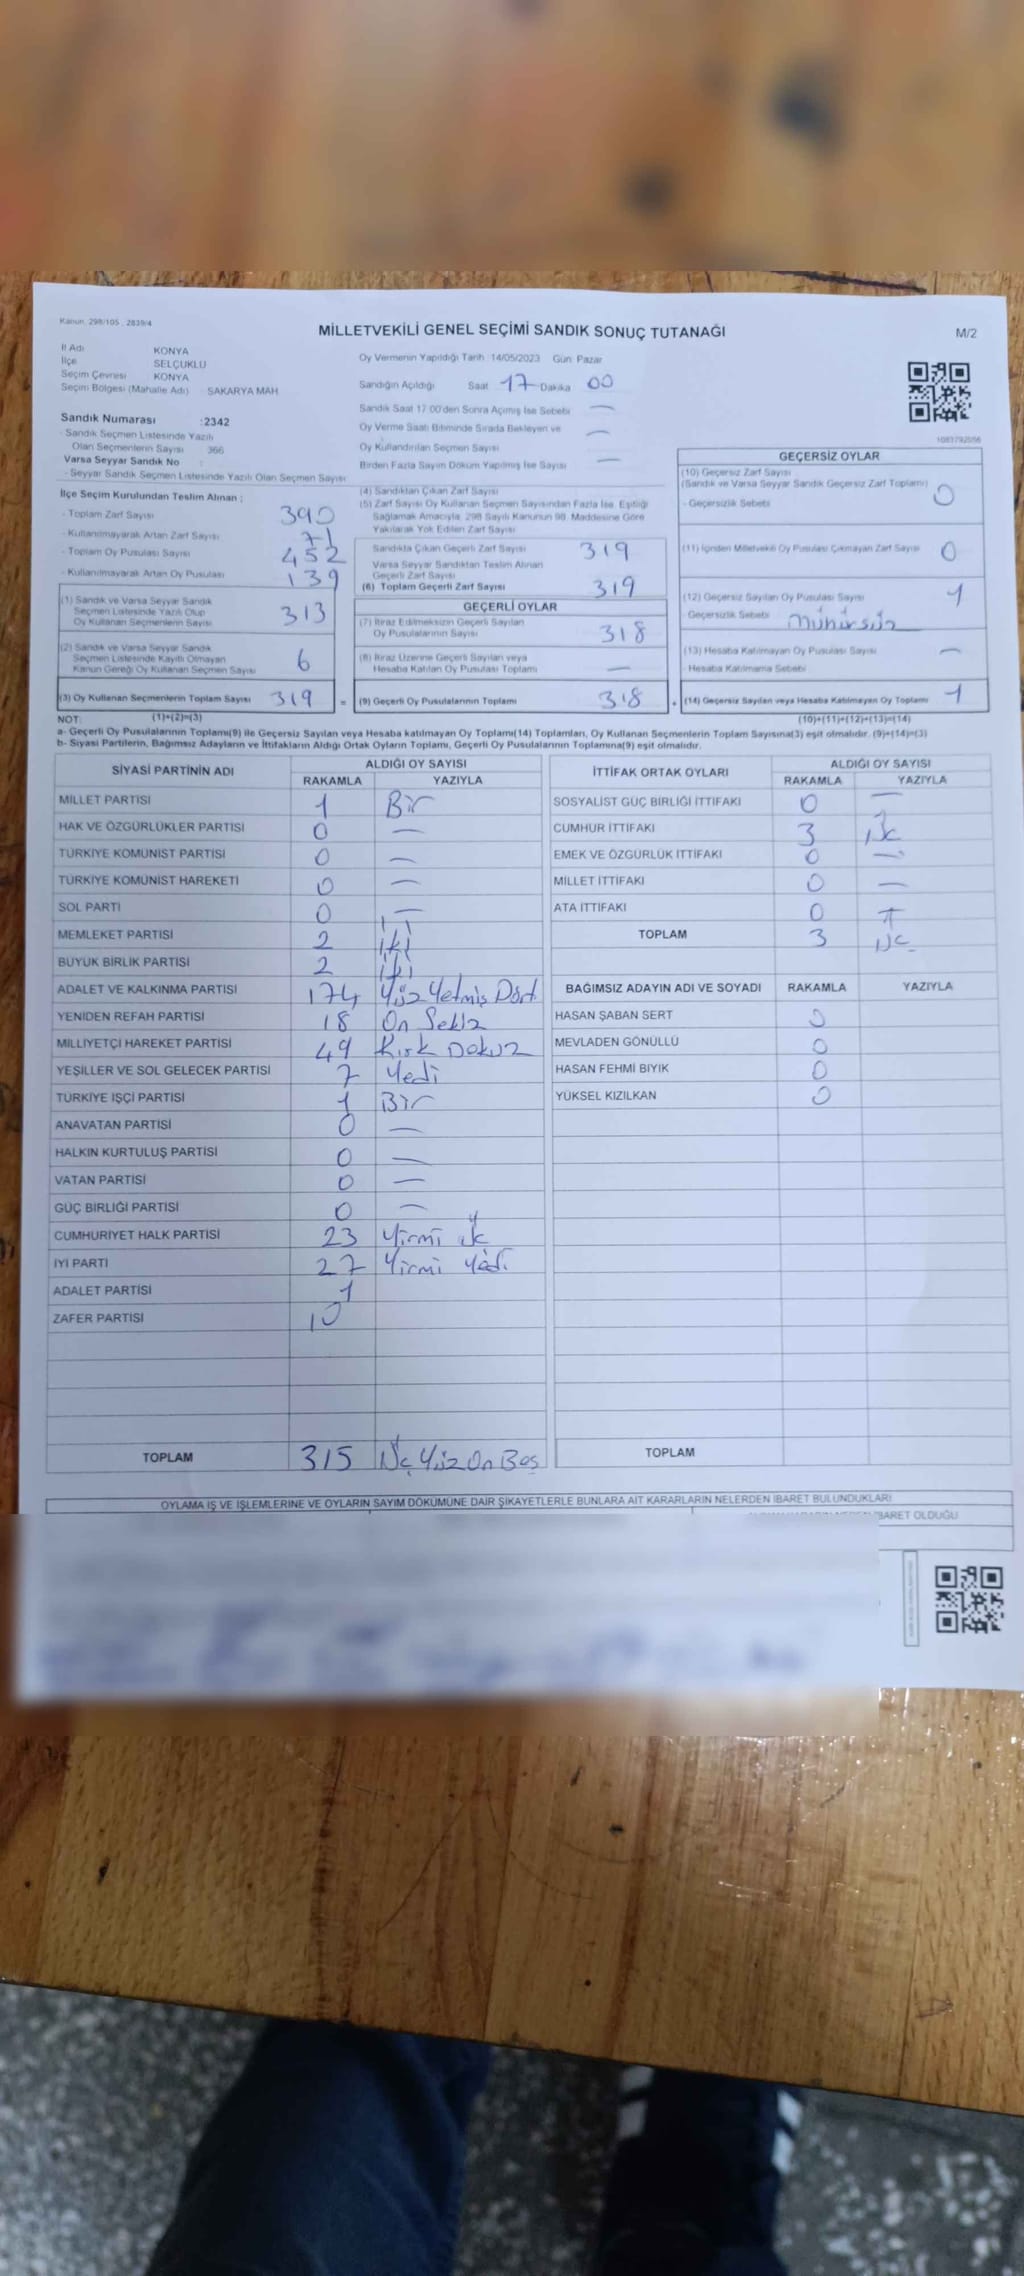 Kanun: 298/105 , 2839/4
MİLLETVEKİLİ GENEL SEÇİMİ SANDIK SONUÇ TUTANAĞI
M/2
İl Adı KONYA
İlçe SELÇUKLU
Seçim Çevresi KONYA
Seçim Bölgesi (Mahalle Adı) SAKARYA MAH.
Sandık Numarası :2342
- Sandık Seçmen Listesinde Yazılı
Olan Seçmenlerin Sayısı 366
Varsa Seyyar Sandık No :
- Seyyar Sandık Seçmen Listesinde Yazılı Olan Seçmen Sayısı
Oy Vermenin Yapıldığı Tarih :14/05/2023 Gün: Pazar
Sandığın Açıldığı Saat 17 Dakika 00
Sandık Saat 17:00'den Sonra Açımış İse Sebebi —
Oy Verme Saati Bitiminde Sırada Bekleyen ve
Oy Kullandırılan Seçmen Sayısı —
Birden Fazla Sayım Döküm Yapılmış İse Sayısı —
1083792056
İlçe Seçim Kurulundan Teslim Alınan ;
- Toplam Zarf Sayısı 390
- Kullanılmayarak Artan Zarf Sayısı 71
- Toplam Oy Pusulası Sayısı 452
- Kullanılmayarak Artan Oy Pusulası 139
(1) Sandık ve Varsa Seyyar Sandık
Seçmen Listesinde Yazılı Olup
Oy Kullanan Seçmenlerin Sayısı 313
(2) Sandık ve Varsa Seyyar Sandık
Seçmen Listesinde Kayıtlı Olmayan
Kanun Gereği Oy Kullanan Seçmen Sayısı 6
(3) Oy Kullanan Seçmenlerin Toplam Sayısı 319 =
(4) Sandıktan Çıkan Zarf Sayısı
(5) Zarf Sayısı Oy Kullanan Seçmen Sayısından Fazla İse, Eşitliği
Sağlamak Amacıyla, 298 Sayılı Kanunun 98. Maddesine Göre
Yakılarak Yok Edilen Zarf Sayısı
Sandıkta Çıkan Geçerli Zarf Sayısı 319
Varsa Seyyar Sandıktan Teslim Alınan
Geçerli Zarf Sayısı
(6) Toplam Geçerli Zarf Sayısı 319
GEÇERLİ OYLAR
(7) İtiraz Edilmeksizin Geçerli Sayılan
Oy Pusulalarının Sayısı 318
(8) İtiraz Üzerine Geçerli Sayılan veya
Hesaba Katılan Oy Pusulası Toplamı —
(9) Geçerli Oy Pusulalarının Toplamı 318 +
GEÇERSİZ OYLAR
(10) Geçersiz Zarf Sayısı
(Sandık ve Varsa Seyyar Sandık Geçersiz Zarf Toplamı) 0
- Geçersizlik Sebebi
(11) İçinden Milletvekili Oy Pusulası Çıkmayan Zarf Sayısı 0
(12) Geçersiz Sayılan Oy Pusulası Sayısı 1
- Geçersizlik Sebebi: mühürsüz
(13) Hesaba Katılmayan Oy Pusulası Sayısı —
- Hesaba Katılmama Sebebi
(14) Geçersiz Sayılan veya Hesaba Katılmayan Oy Toplamı 1
NOT: (1)+(2)=(3) (10)+(11)+(12)+(13)=(14)
a- Geçerli Oy Pusulalarının Toplamı(9) ile Geçersiz Sayılan veya Hesaba katılmayan Oy Toplamı(14) Toplamları, Oy Kullanan Seçmenlerin Toplam Sayısına(3) eşit olmalıdır. (9)+(14)=(3)
b- Siyasi Partilerin, Bağımsız Adayların ve İttifakların Aldığı Ortak Oyların Toplamı, Geçerli Oy Pusulalarının Toplamına(9) eşit olmalıdır.
SİYASİ PARTİNİN ADI ALDIĞI OY SAYISI
RAKAMLA YAZIYLA
MİLLET PARTİSİ 1 Bir
HAK VE ÖZGÜRLÜKLER PARTİSİ 0 —
TÜRKİYE KOMÜNİST PARTİSİ 0 —
TÜRKİYE KOMÜNİST HAREKETİ 0 —
SOL PARTİ 0 —
MEMLEKET PARTİSİ 2 iki
BÜYÜK BİRLİK PARTİSİ 2 iki
ADALET VE KALKINMA PARTİSİ 174 Yüz Yetmiş Dört
YENİDEN REFAH PARTİSİ 18 On Sekiz
MİLLİYETÇİ HAREKET PARTİSİ 49 Kırk Dokuz
YEŞİLLER VE SOL GELECEK PARTİSİ 7 Yedi
TÜRKİYE İŞÇİ PARTİSİ 1 Bir
ANAVATAN PARTİSİ 0 —
HALKIN KURTULUŞ PARTİSİ 0 —
VATAN PARTİSİ 0 —
GÜÇ BİRLİĞİ PARTİSİ 0 —
CUMHURİYET HALK PARTİSİ 23 Yirmi üç
İYİ PARTİ 27 Yirmi Yedi
ADALET PARTİSİ 1
ZAFER PARTİSİ 10
TOPLAM 315 Üç Yüz On Beş
İTTİFAK ORTAK OYLARI ALDIĞI OY SAYISI
RAKAMLA YAZIYLA
SOSYALİST GÜÇ BİRLİĞİ İTTİFAKI 0 —
CUMHUR İTTİFAKI 3 üç
EMEK VE ÖZGÜRLÜK İTTİFAKI 0 —
MİLLET İTTİFAKI 0 —
ATA İTTİFAKI 0 —
TOPLAM 3 üç
BAĞIMSIZ ADAYIN ADI VE SOYADI RAKAMLA YAZIYLA
HASAN ŞABAN SERT 0
MEVLADEN GÖNÜLLÜ 0
HASAN FEHMİ BIYIK 0
YÜKSEL KIZILKAN 0
TOPLAM
OYLAMA İŞ VE İŞLEMLERİNE VE OYLARIN SAYIM DÖKÜMÜNE DAİR ŞİKAYETLERLE BUNLARA AİT KARARLARIN NELERDEN İBARET BULUNDUKLARI
İBARET OLDUĞU